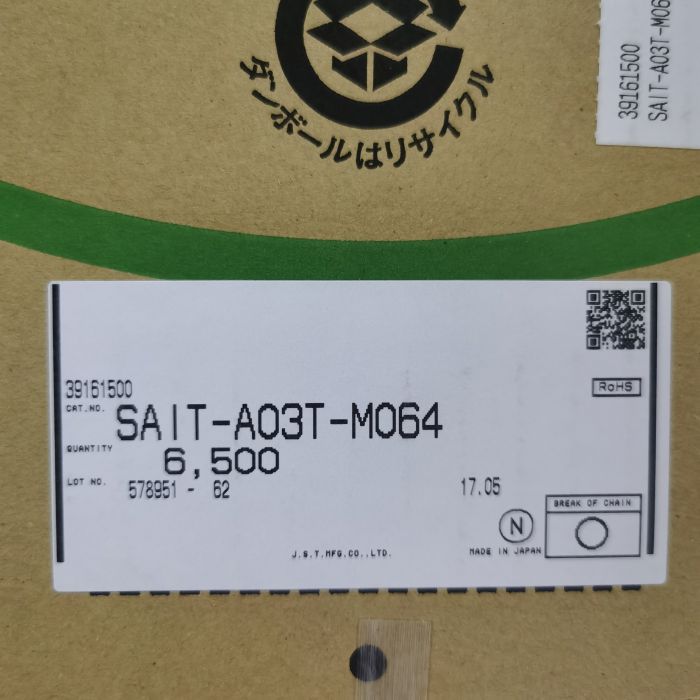 ダンボールはリサイクル
39161500
SAIT-A03T-M06
RoHS
39161500
CAT.NO. SAIT-A03T-M064
QUANTITY 6,500
LOT NO. 578951 - 62 17.05
BREAK OF CHAIN
N
MADE IN JAPAN
J.S.T.MFG.CO.,LTD.